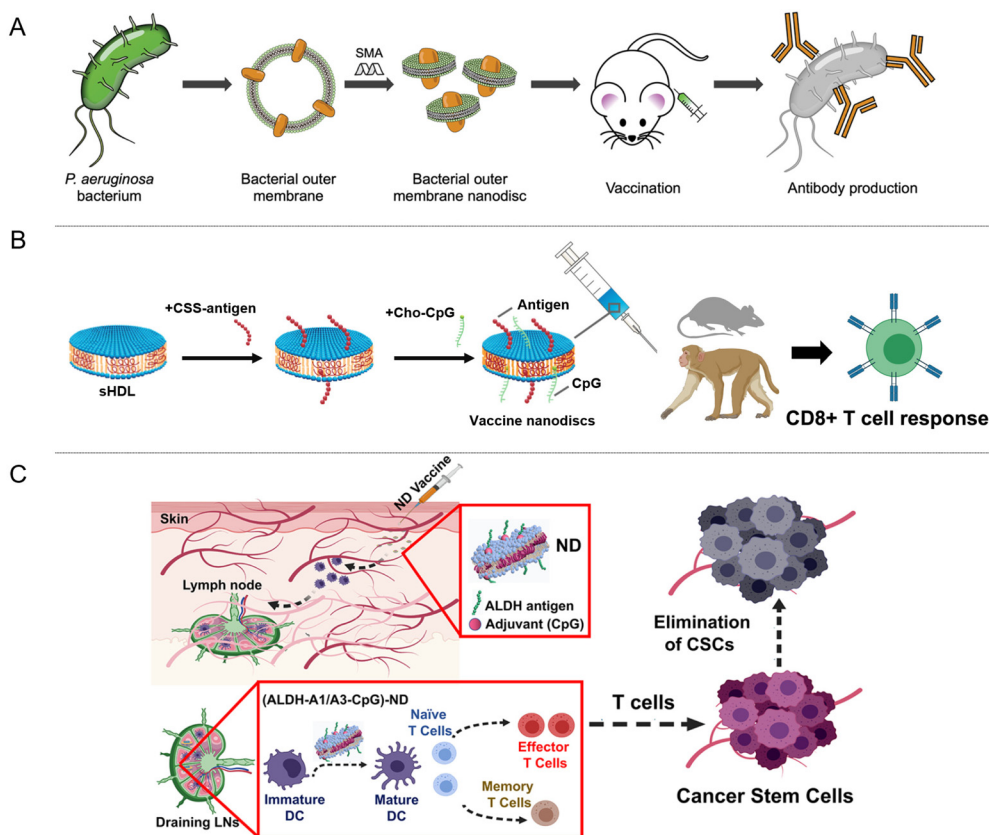 A
SMA
P. aeruginosa
bacterium
Bacterial outer
membrane
Bacterial outer
membrane nanodisc
Vaccination
Antibody production
B
+CSS-antigen
+Cho-CpG
Antigen
sHDL
CpG
Vaccine nanodiscs
CD8+ T cell response
C
ND Vaccine
Skin
Lymph node
ND
ALDH antigen
Adjuvant (CpG)
Elimination
of CSCs
(ALDH-A1/A3-CpG)-ND
Naïve
T Cells
Effector
T Cells
Immature
DC
Mature
DC
Memory
T Cells
Draining LNs
T cells
Cancer Stem Cells